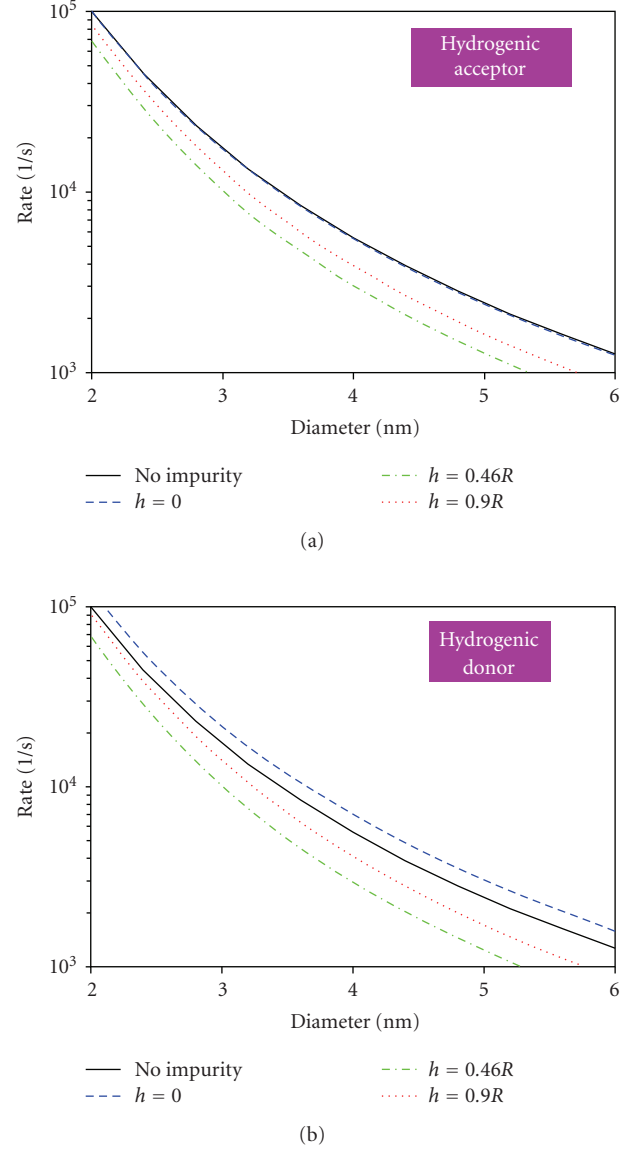 10^5
10^4
10^3
Rate (1/s)
Hydrogenic
acceptor
2 3 4 5 6
Diameter (nm)
No impurity
h = 0
h = 0.46R
h = 0.9R
(a)
10^5
10^4
10^3
Rate (1/s)
Hydrogenic
donor
2 3 4 5 6
Diameter (nm)
No impurity
h = 0
h = 0.46R
h = 0.9R
(b)